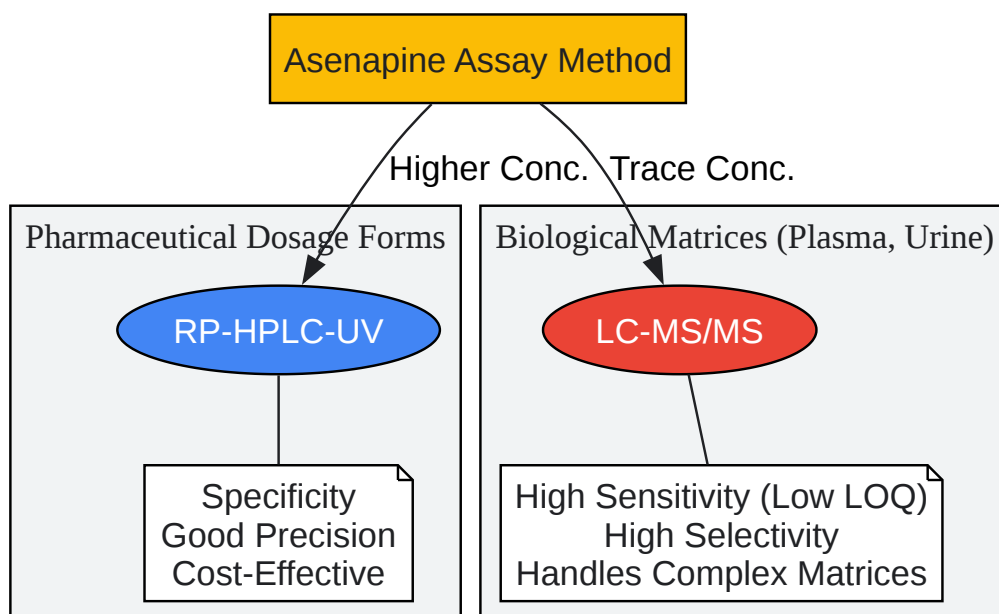 Asenapine Assay Method
Higher Conc.
Trace Conc.
Pharmaceutical Dosage Forms
Biological Matrices (Plasma, Urine)
RP-HPLC-UV
LC-MS/MS
Specificity
Good Precision
Cost-Effective
High Sensitivity (Low LOQ)
High Selectivity
Handles Complex Matrices